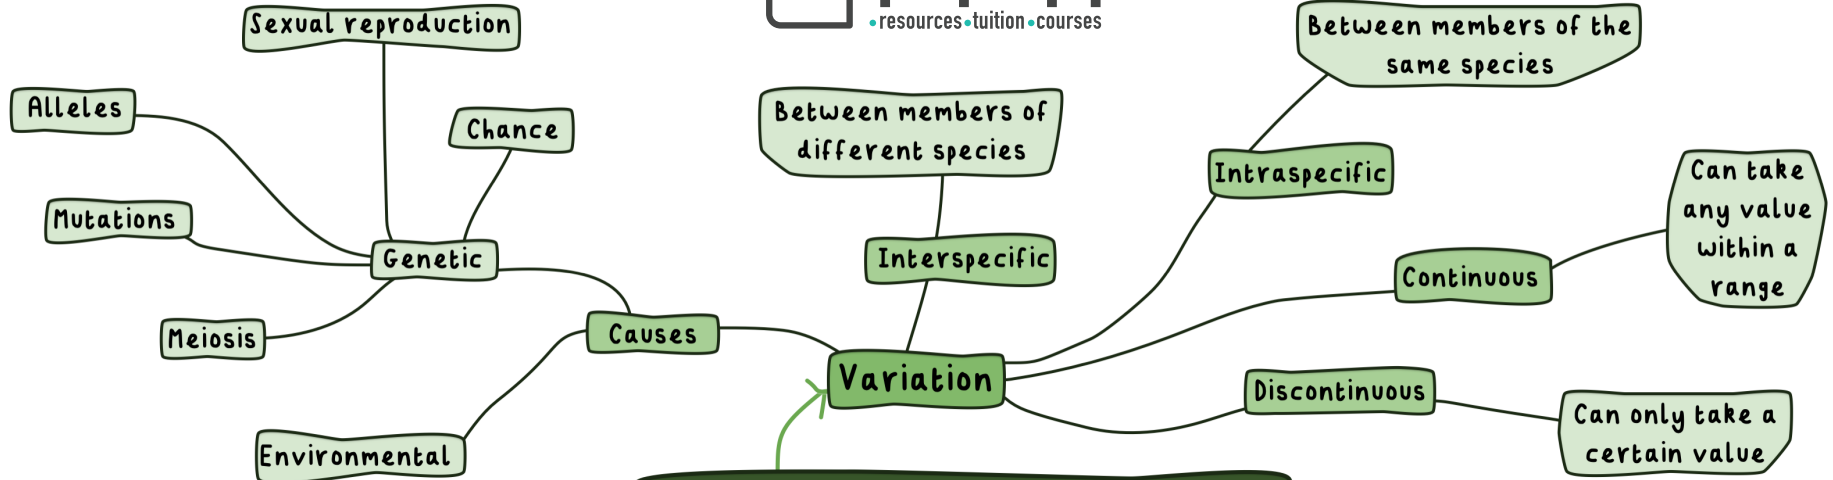 Sexual reproduction
•resources•tuition•courses
Between members of the
same species
Alleles
Chance
Between members of
different species
Intraspecific
Can take
any value
within a
range
Mutations
Genetic
Interspecific
Continuous
Meiosis
Causes
Variation
Discontinuous
Can only take a
certain value
Environmental